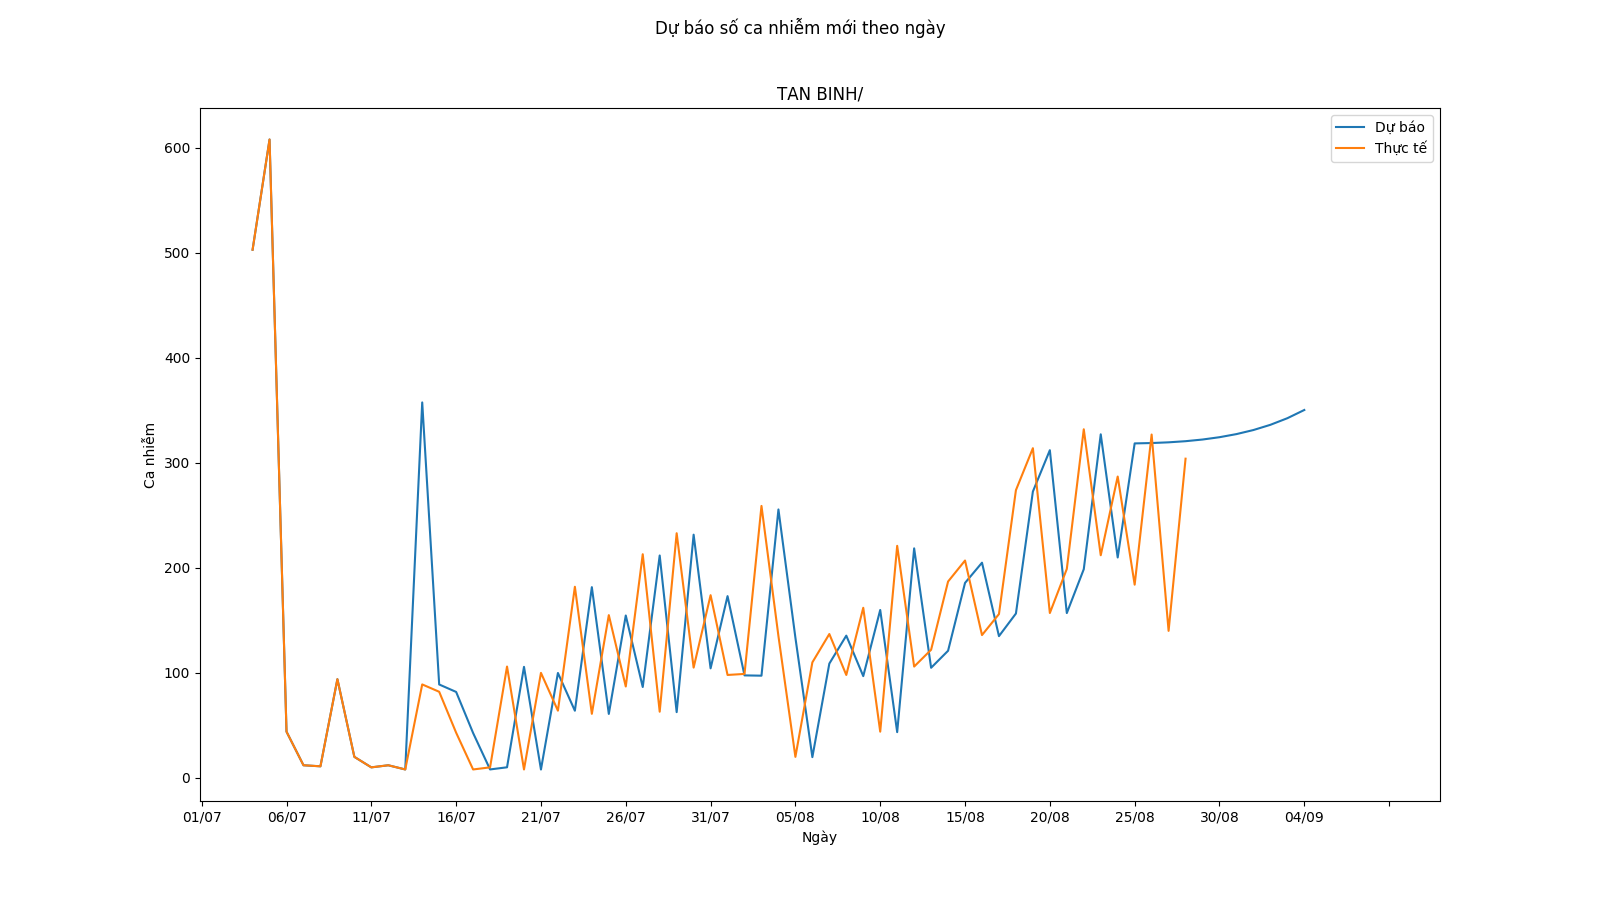 Dự báo số ca nhiễm mới theo ngày
TAN BINH/
Dự báo
Thực tế
600
500
400
300
200
100
0
Ca nhiễm
01/07 06/07 11/07 16/07 21/07 26/07 31/07 05/08 10/08 15/08 20/08 25/08 30/08 04/09
Ngày